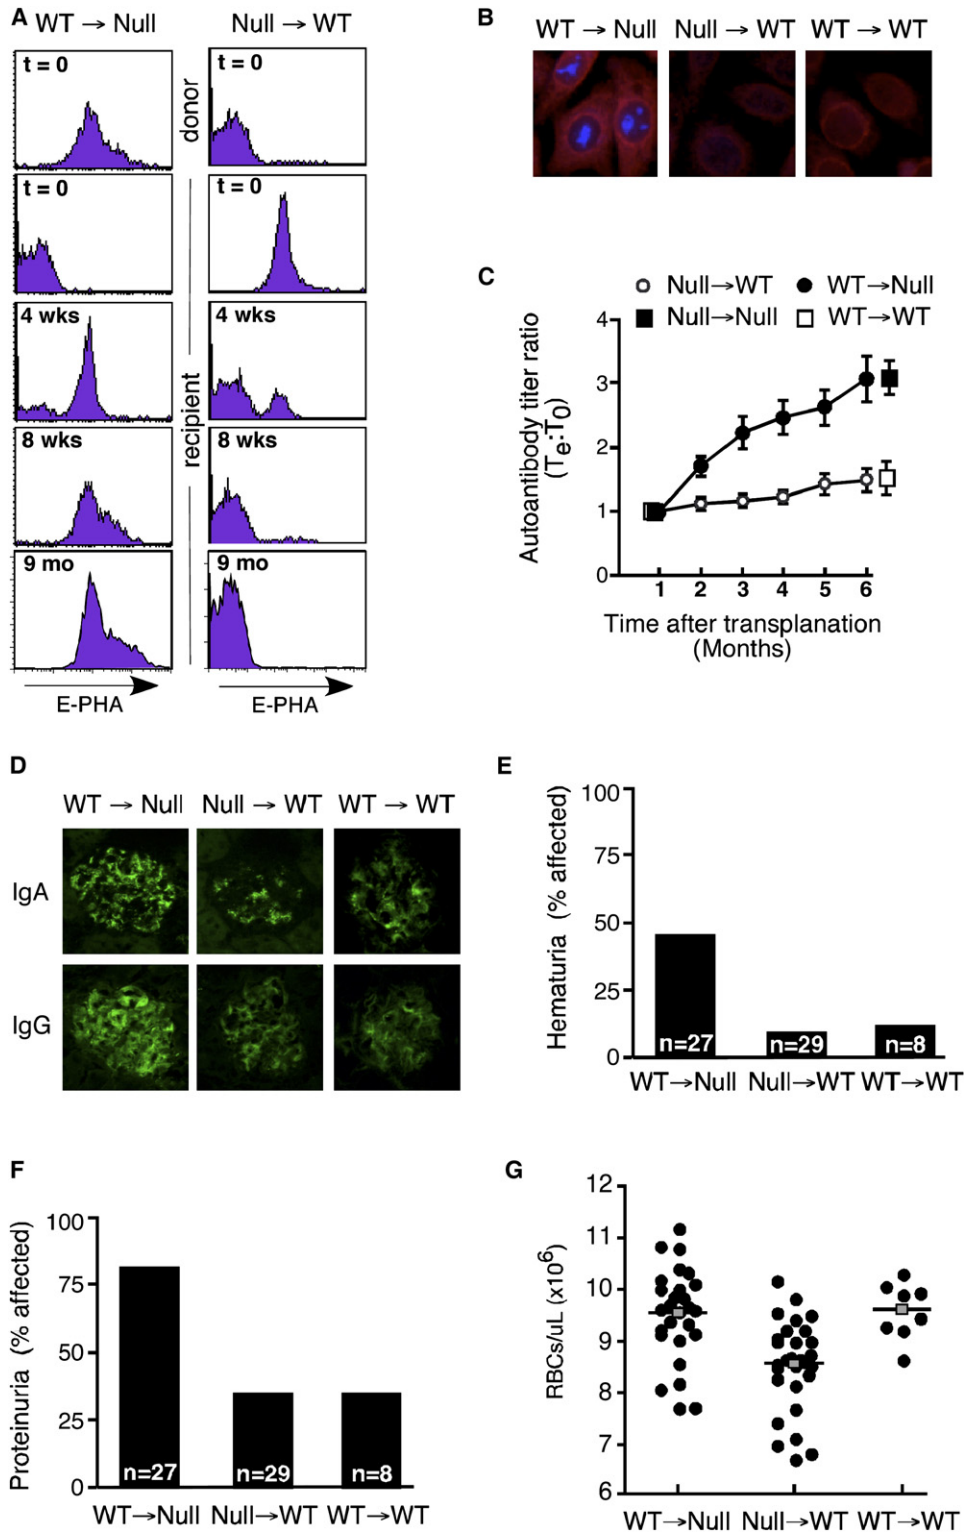 A
WT → Null
Null → WT
t = 0
t = 0
donor
t = 0
t = 0
4 wks
4 wks
recipient
8 wks
8 wks
9 mo
9 mo
E-PHA
E-PHA
B
WT → Null
Null → WT
WT → WT
C
Null→WT
WT→Null
Null→Null
WT→WT
Autoantibody titer ratio
(Te:T0)
4
3
2
1
0
1 2 3 4 5 6
Time after transplanation
(Months)
D
WT → Null
Null → WT
WT → WT
IgA
IgG
E
Hematuria (% affected)
100
75
50
25
0
n=27
n=29
n=8
WT→Null
Null→WT
WT→WT
F
Proteinuria (% affected)
100
75
50
25
0
n=27
n=29
n=8
WT→Null
Null→WT
WT→WT
G
RBCs/uL (x10⁶)
12
11
10
9
8
7
6
WT→Null
Null→WT
WT→WT